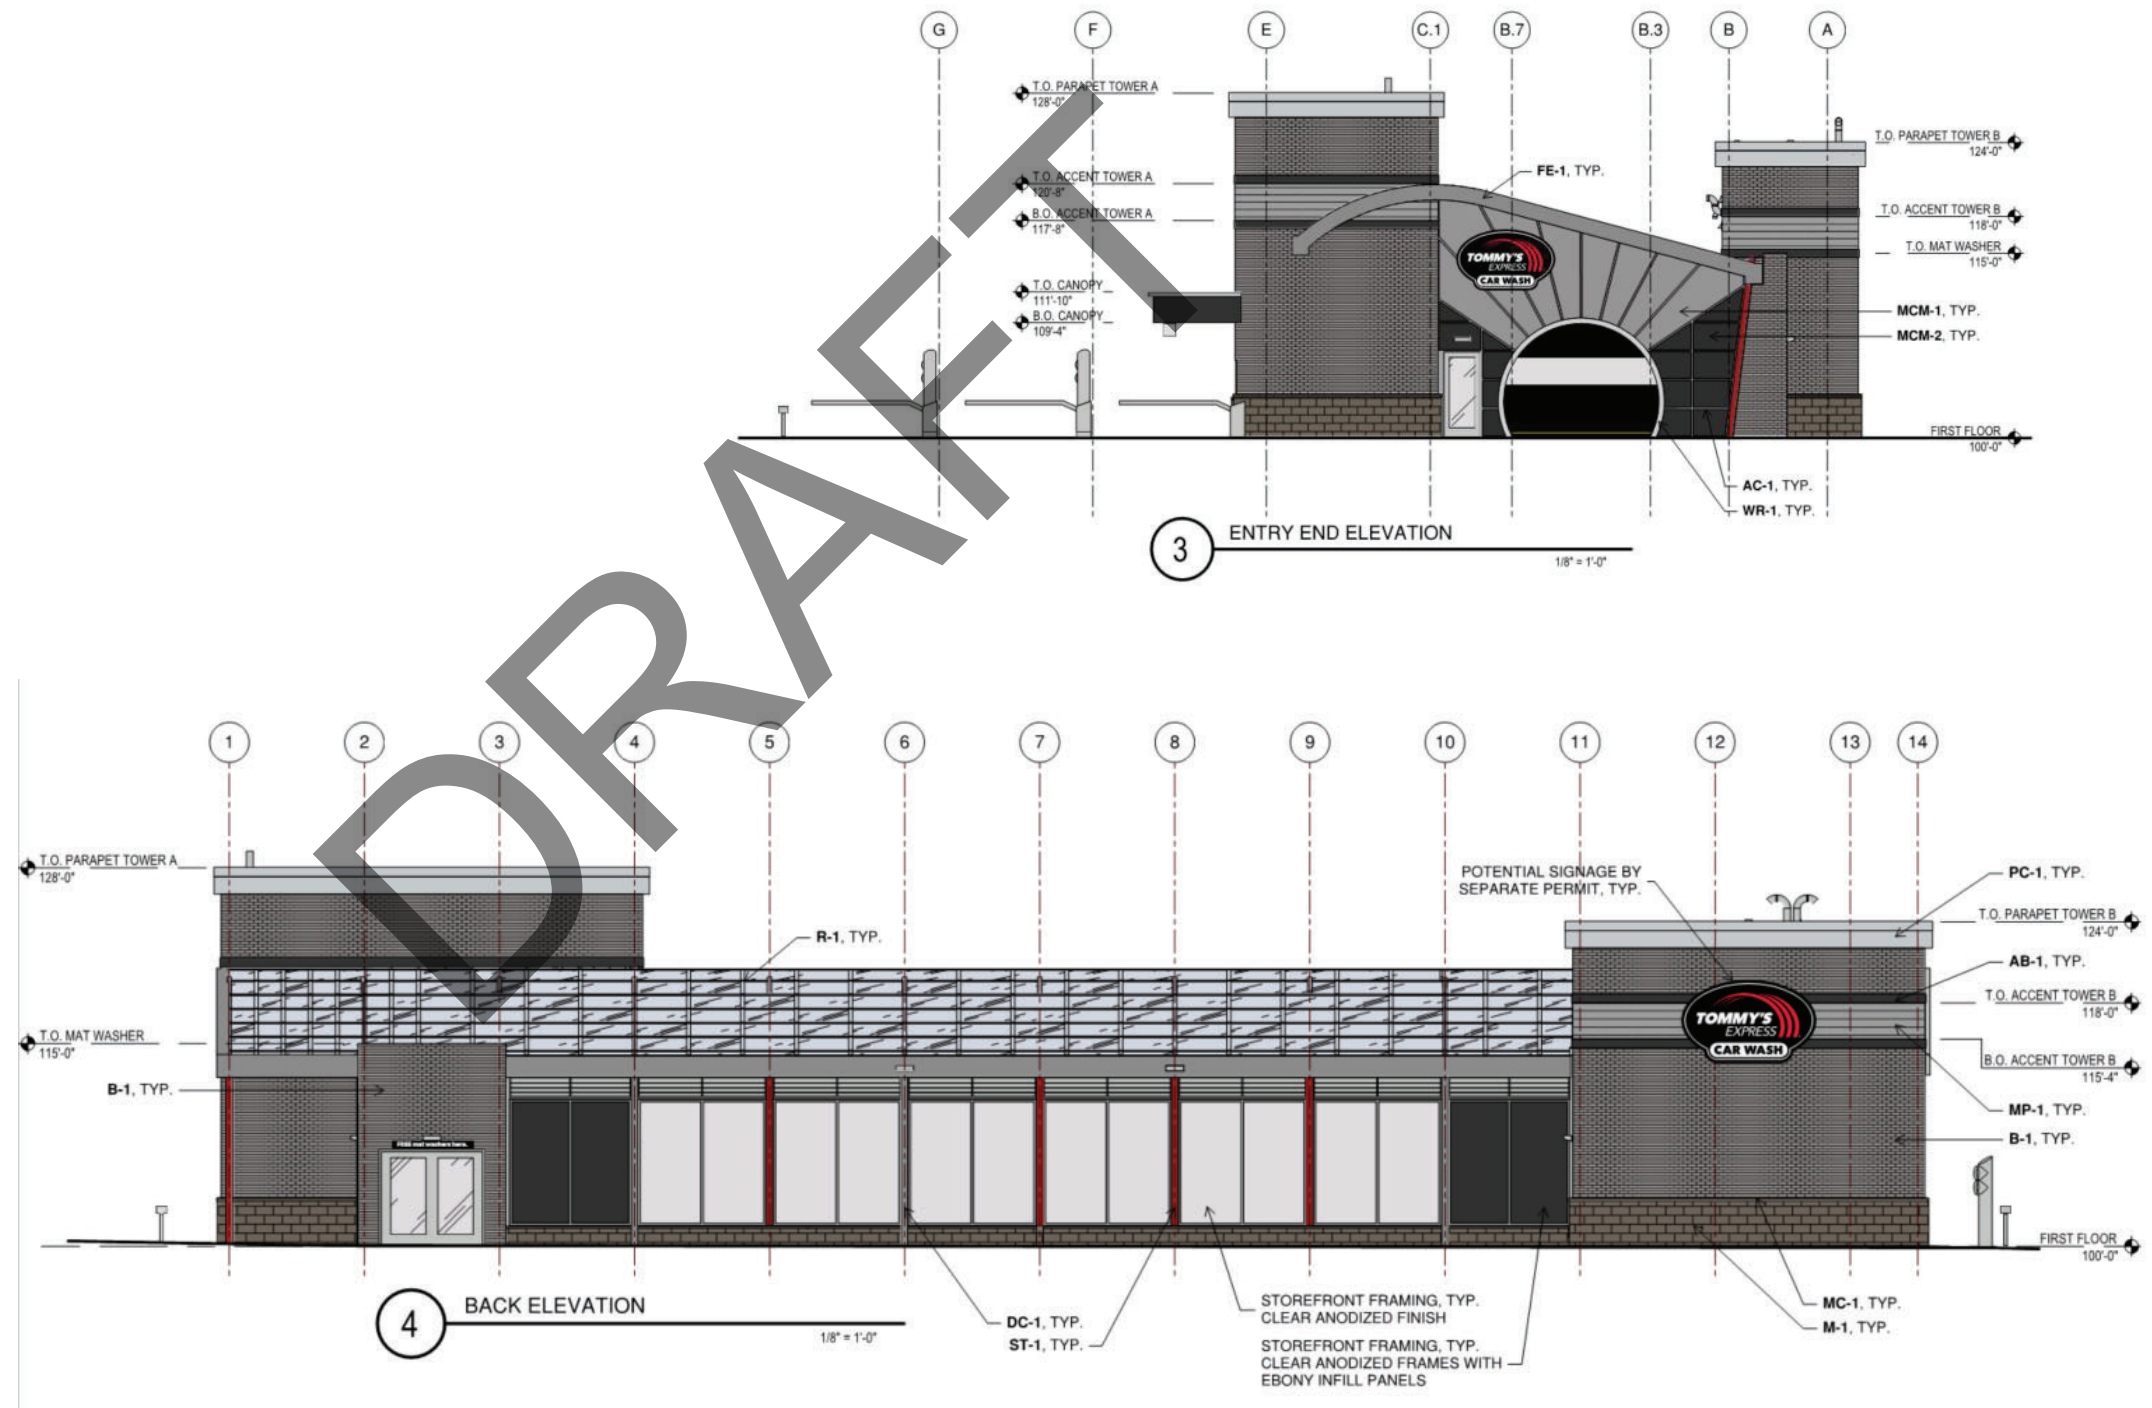 G F E C.1 B.7 B.3 B A
T.O. PARAPET TOWER A
128'-0"
T.O. ACCENT TOWER A
120'-8"
B.O. ACCENT TOWER A
117'-8"
T.O. CANOPY
111'-10"
B.O. CANOPY
109'-4"
FE-1, TYP.
TOMMY'S
EXPRESS
CAR WASH
T.O. PARAPET TOWER B
124'-0"
T.O. ACCENT TOWER B
118'-0"
T.O. MAT WASHER
115'-0"
MCM-1, TYP.
MCM-2, TYP.
FIRST FLOOR
100'-0"
AC-1, TYP.
WR-1, TYP.
3 ENTRY END ELEVATION
1/8" = 1'-0"
DRAFT
1 2 3 4 5 6 7 8 9 10 11 12 13 14
T.O. PARAPET TOWER A
128'-0"
T.O. MAT WASHER
115'-0"
B-1, TYP.
R-1, TYP.
FREE mat washers here.
POTENTIAL SIGNAGE BY
SEPARATE PERMIT, TYP.
TOMMY'S
EXPRESS
CAR WASH
PC-1, TYP.
T.O. PARAPET TOWER B
124'-0"
AB-1, TYP.
T.O. ACCENT TOWER B
118'-0"
B.O. ACCENT TOWER B
115'-4"
MP-1, TYP.
B-1, TYP.
FIRST FLOOR
100'-0"
MC-1, TYP.
M-1, TYP.
4 BACK ELEVATION
1/8" = 1'-0"
DC-1, TYP.
ST-1, TYP.
STOREFRONT FRAMING, TYP.
CLEAR ANODIZED FINISH
STOREFRONT FRAMING, TYP.
CLEAR ANODIZED FRAMES WITH
EBONY INFILL PANELS